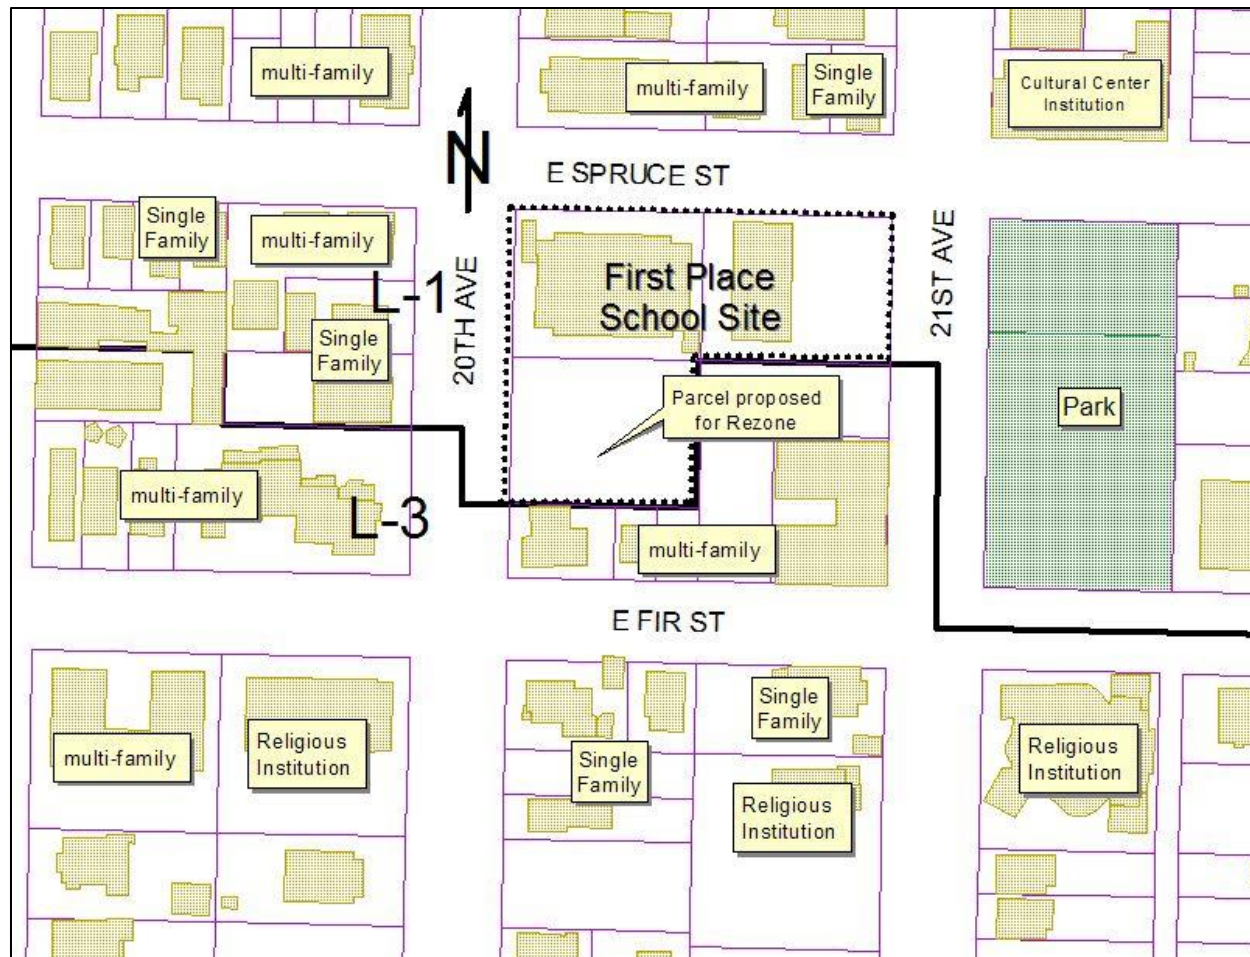 multi-family
multi-family
Single
Family
Cultural Center
Institution
N
E SPRUCE ST
Single
Family
multi-family
L-1
20TH AVE
First Place
School Site
21ST AVE
Single
Family
Parcel proposed
for Rezone
Park
multi-family
L-3
multi-family
E FIR ST
multi-family
Religious
Institution
Single
Family
Single
Family
Religious
Institution
Religious
Institution